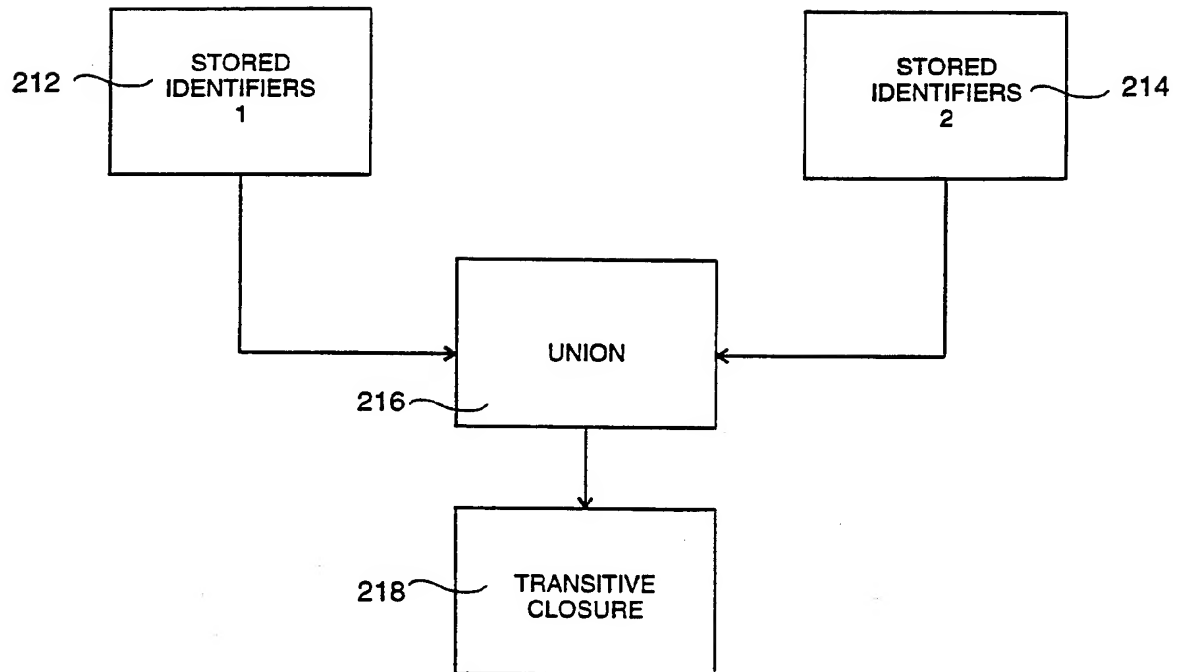 STORED
IDENTIFIERS
1
212
STORED
IDENTIFIERS
2
214
UNION
216
TRANSITIVE
CLOSURE
218